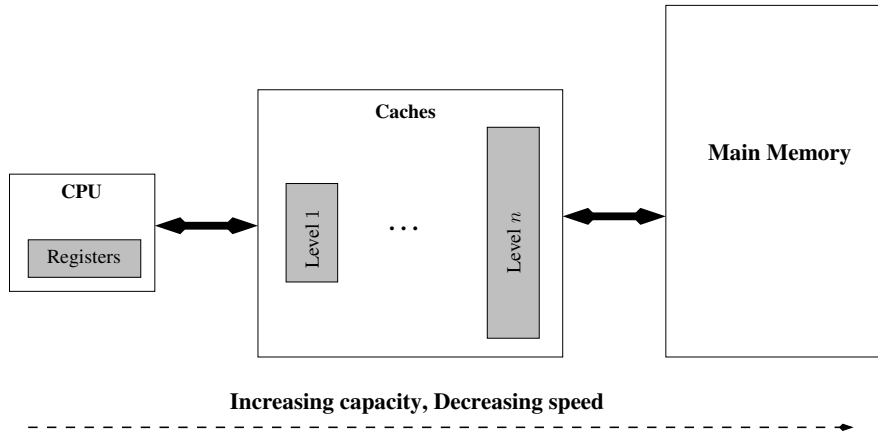 CPU
Registers
Caches
Level 1
...
Level n
Main Memory
Increasing capacity, Decreasing speed